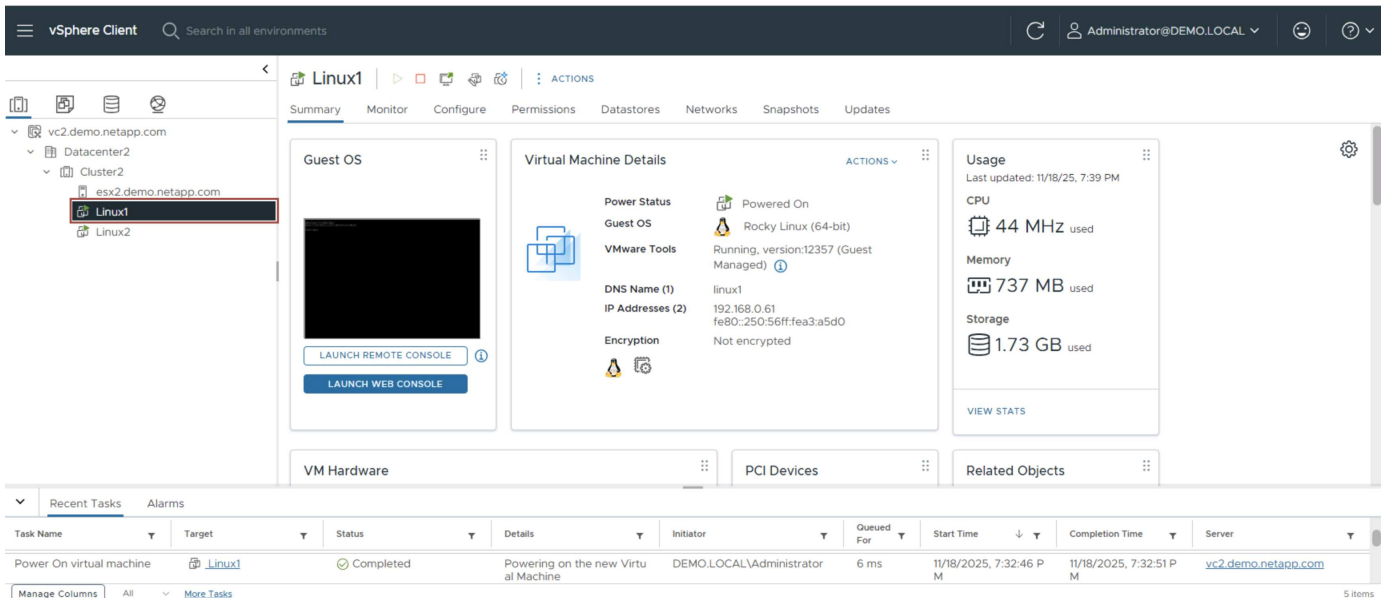 vSphere Client
Search in all environments
Administrator@DEMO.LOCAL
vc2.demo.netapp.com
Datacenter2
Cluster2
esx2.demo.netapp.com
Linux1
Linux2
Linux1
ACTIONS
Summary Monitor Configure Permissions Datastores Networks Snapshots Updates
Guest OS
LAUNCH REMOTE CONSOLE
LAUNCH WEB CONSOLE
Virtual Machine Details
ACTIONS
Power Status Powered On
Guest OS Rocky Linux (64-bit)
VMware Tools Running, version:12357 (Guest
Managed)
DNS Name (1) linux1
IP Addresses (2) 192.168.0.61
fe80::250:56ff:fea3:a5d0
Encryption Not encrypted
Usage
Last updated: 11/18/25, 7:39 PM
CPU
44 MHz used
Memory
737 MB used
Storage
1.73 GB used
VIEW STATS
VM Hardware
PCI Devices
Related Objects
Recent Tasks Alarms
Task Name Target Status Details Initiator Queued For Start Time Completion Time Server
Power On virtual machine Linux1 Completed Powering on the new Virtu DEMO.LOCAL\Administrator 6 ms 11/18/2025, 7:32:46 P 11/18/2025, 7:32:51 P vc2.demo.netapp.com
al Machine M M
Manage Columns All More Tasks 5 items